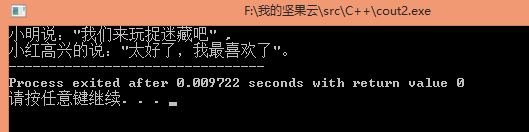 F:\我的坚果云\src\C++\cout2.exe
小明说："我们来玩捉迷藏吧" ,
小红高兴的说："太好了，我最喜欢了"。
--------------------------------
Process exited after 0.009722 seconds with return value 0
请按任意键继续. . .